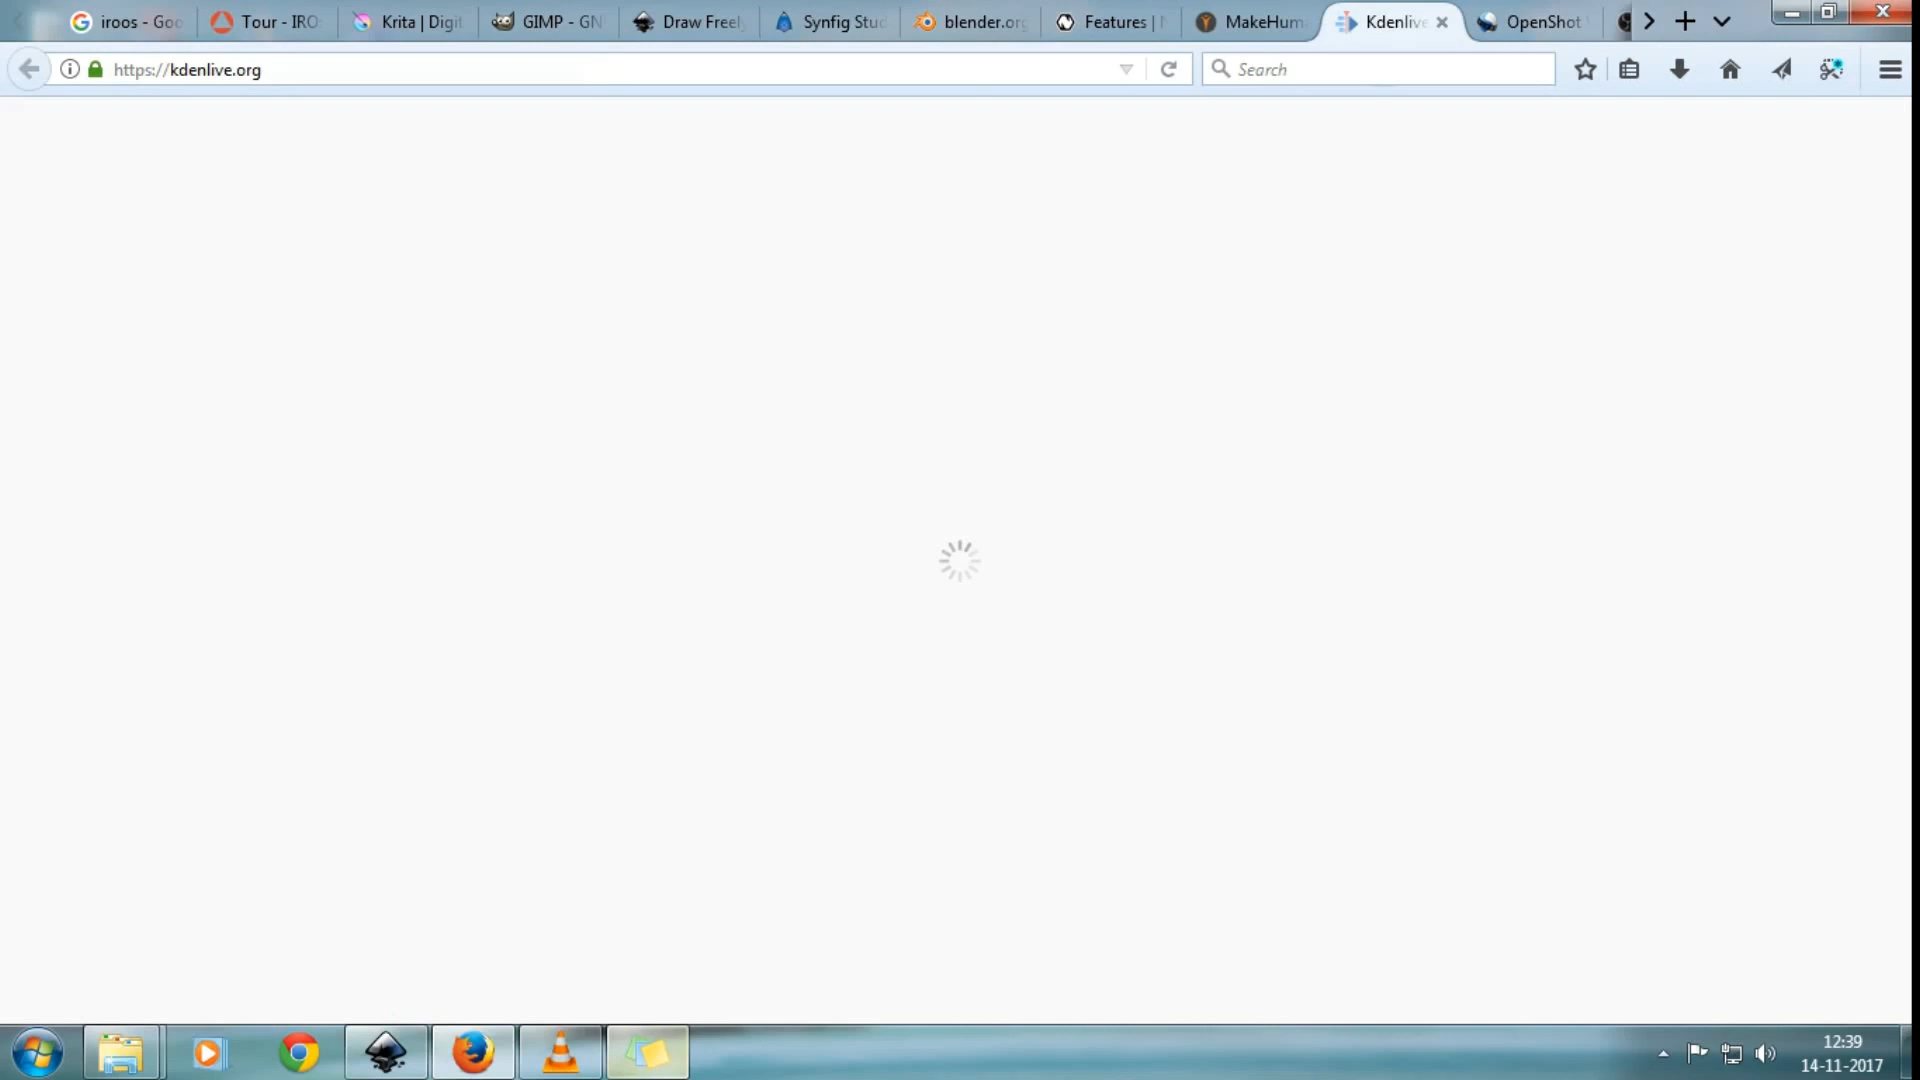 iroos - Goo
Tour - IRO
Krita | Digit
GIMP - GN
Draw Freel
Synfig Stud
blender.org
Features |
MakeHum
Kdenlive
OpenShot
https://kdenlive.org
Search
12:39
14-11-2017